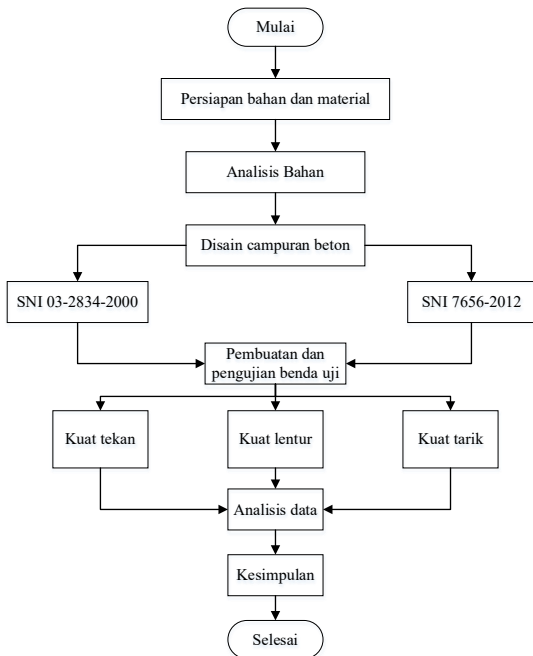 Mulai
Persiapan bahan dan material
Analisis Bahan
Disain campuran beton
SNI 03-2834-2000
SNI 7656-2012
Pembuatan dan
pengujian benda uji
Kuat tekan
Kuat lentur
Kuat tarik
Analisis data
Kesimpulan
Selesai